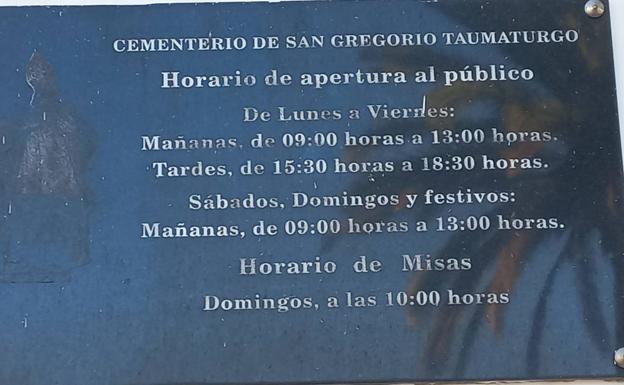 CEMENTERIO DE SAN GREGORIO TAUMATURGO
Horario de apertura al público
De Lunes a Viernes:
Mañanas, de 09:00 horas a 13:00 horas.
Tardes, de 15:30 horas a 18:30 horas.
Sábados, Domingos y festivos:
Mañanas, de 09:00 horas a 13:00 horas.
Horario de Misas
Domingos, a las 10:00 horas